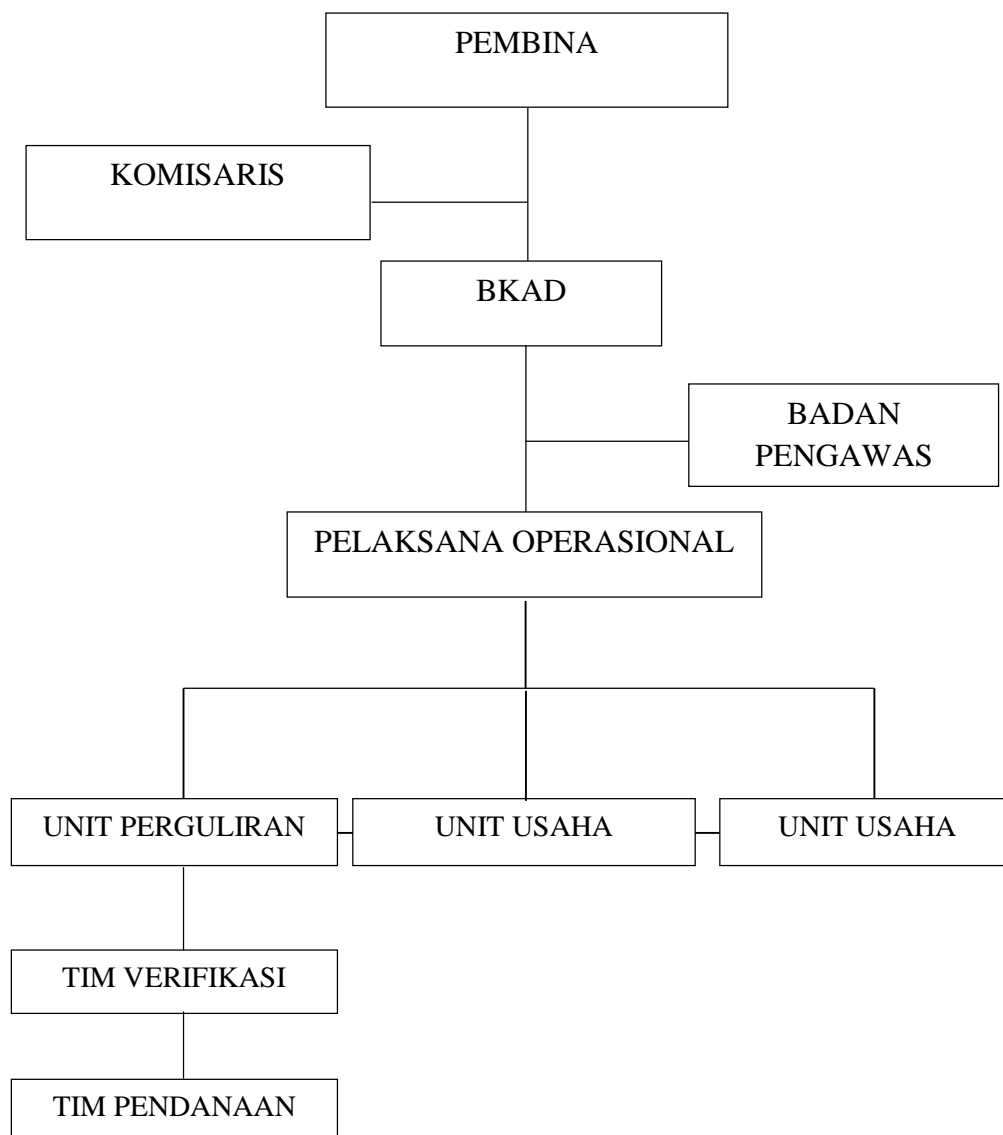 PEMBINA
KOMISARIS
BKAD
BADAN
PENGAWAS
PELAKSANA OPERASIONAL
UNIT PERGULIRAN
UNIT USAHA
UNIT USAHA
TIM VERIFIKASI
TIM PENDANAAN